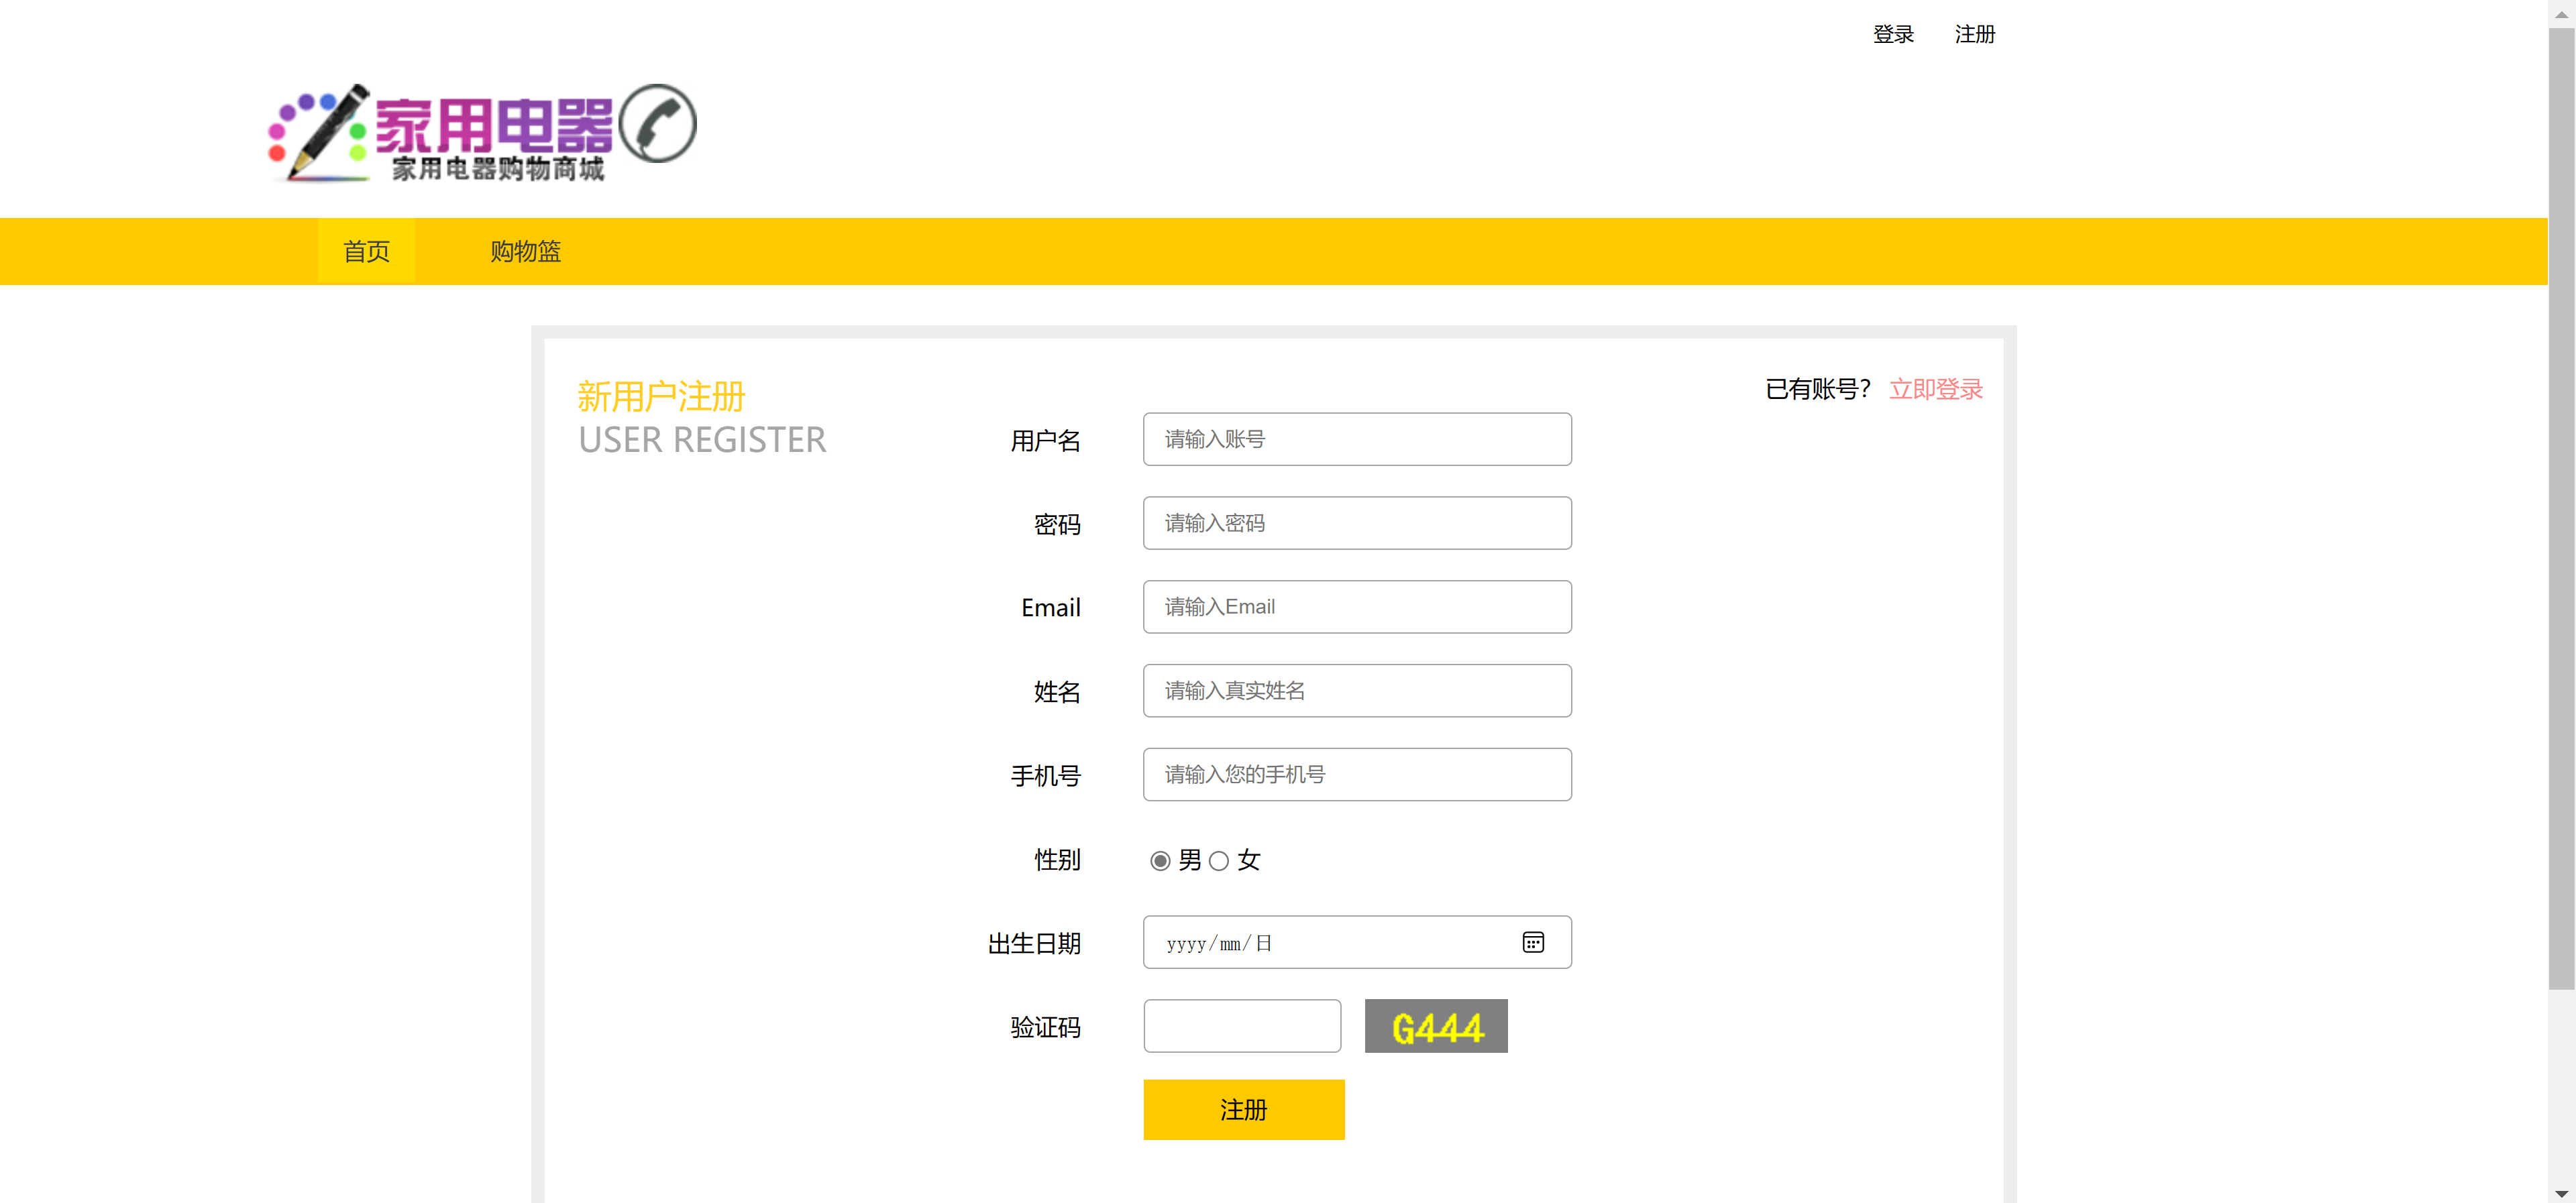 登录 注册
家用电器
家用电器购物商城
首页 购物篮
新用户注册
USER REGISTER
已有账号? 立即登录
用户名 请输入账号
密码 请输入密码
Email 请输入Email
姓名 请输入真实姓名
手机号 请输入您的手机号
性别 男 女
出生日期 yyyy/mm/日
验证码 G444
注册